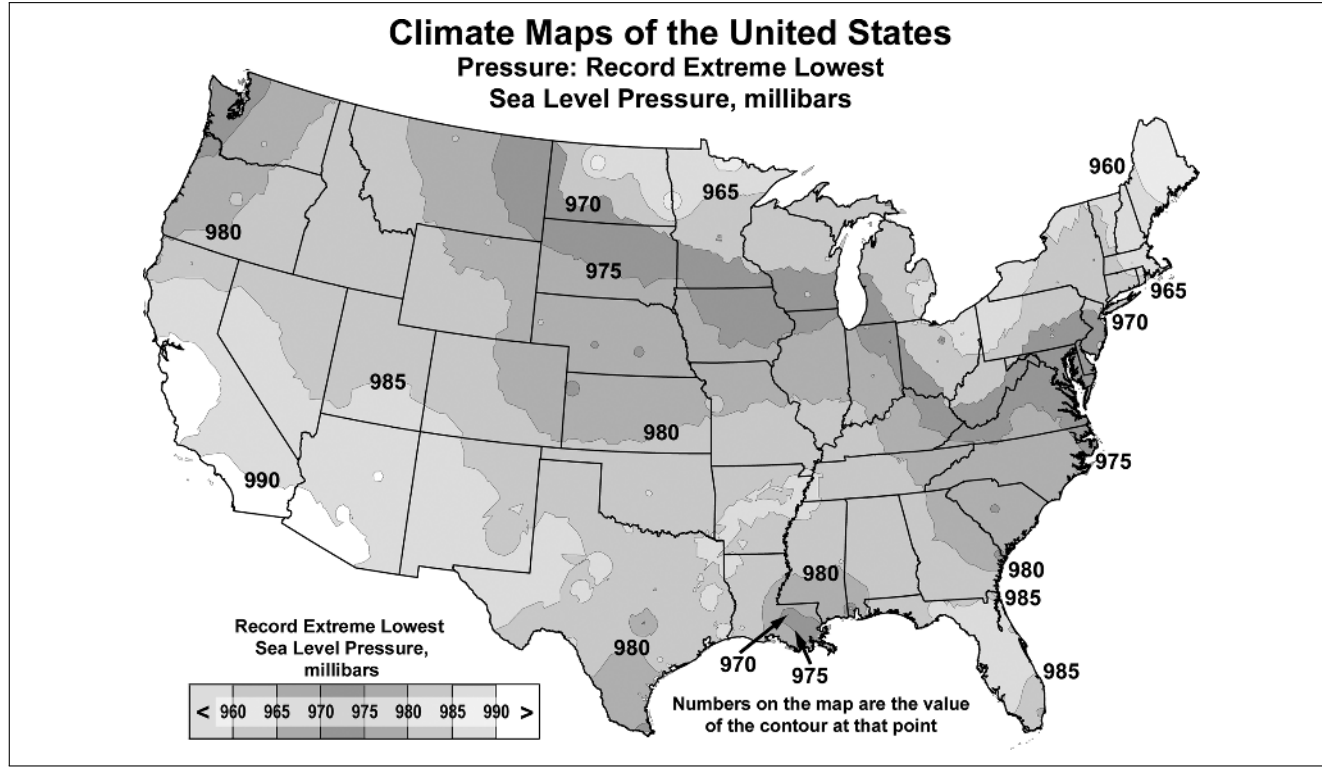 Climate Maps of the United States
Pressure: Record Extreme Lowest
Sea Level Pressure, millibars
960
965
970
980
975
965
970
985
980
990
975
980
980
985
980
970
975
985
Record Extreme Lowest
Sea Level Pressure,
millibars
< 960 965 970 975 980 985 990 >
Numbers on the map are the value
of the contour at that point